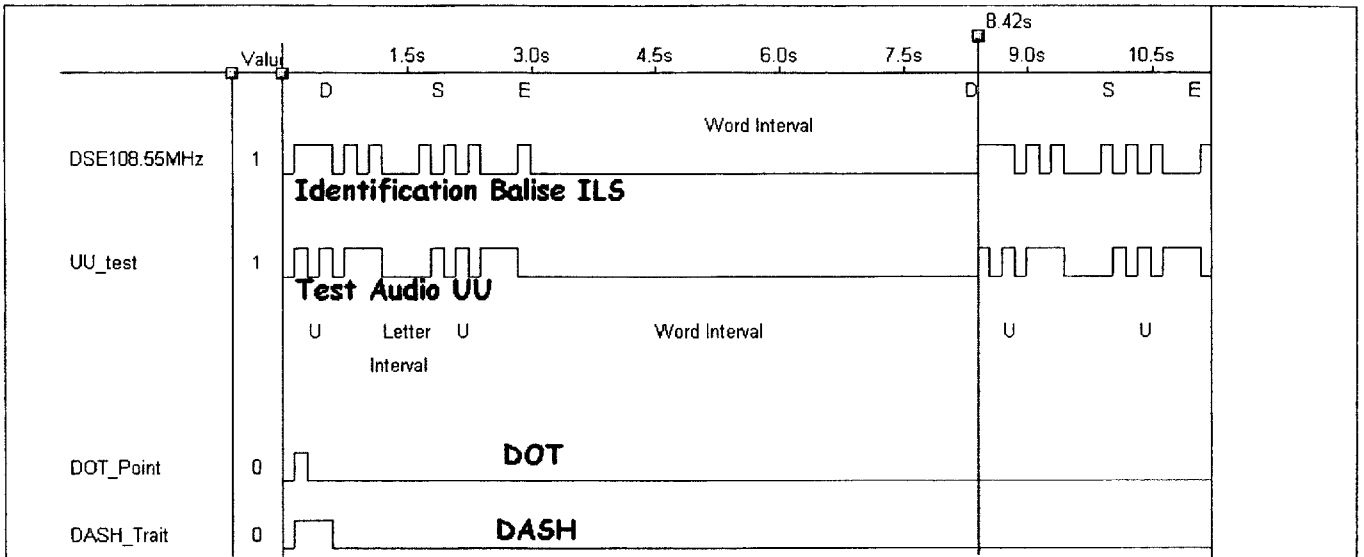 8.42s
Valu 1.5s 3.0s 4.5s 6.0s 7.5s 9.0s 10.5s
D S E D S E
Word Interval
DSE108.55MHz 1
Identification Balise ILS
UU_test 1
Test Audio UU
U Letter U Word Interval U U
Interval
DOT_Point 0 DOT
DASH_Trait 0 DASH